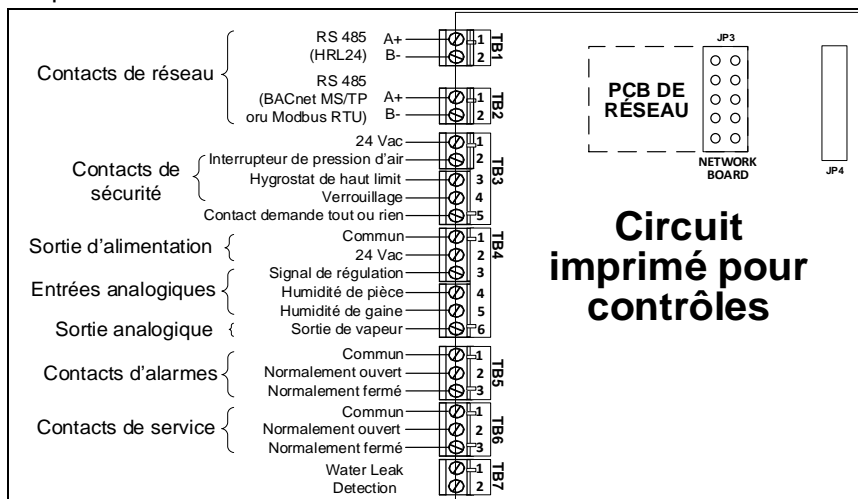 Contacts de réseau
RS 485
(HRL24)
A+
B-
1
2
TB1
RS 485
(BACnet MS/TP
oru Modbus RTU)
A+
B-
1
2
TB2
Contacts de
sécurité
24 Vac
1
Interrupteur de pression d'air
2
Hygrostat de haut limit
3
Verrouillage
4
Contact demande tout ou rien
5
TB3
Sortie d'alimentation
Commun
1
24 Vac
2
Entrées analogiques
Signal de régulation
3
Humidité de pièce
4
Humidité de gaine
5
Sortie analogique
Sortie de vapeur
6
TB4
Contacts d'alarmes
Commun
1
Normalement ouvert
2
Normalement fermé
3
TB5
Contacts de service
Commun
1
Normalement ouvert
2
Normalement fermé
3
TB6
Water Leak
Detection
1
2
TB7
JP3
PCB DE
RÉSEAU
NETWORK
BOARD
JP4
Circuit
imprimé pour
contrôles